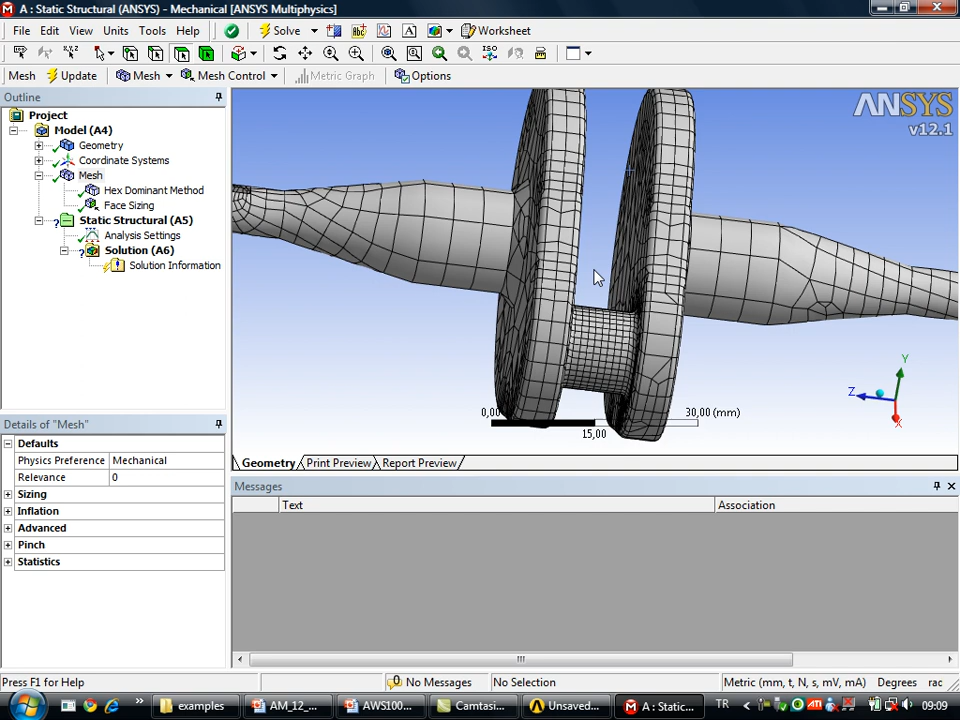 A : Static Structural (ANSYS) - Mechanical [ANSYS Multiphysics]
File Edit View Units Tools Help Solve Worksheet
Mesh Update Mesh Mesh Control Metric Graph Options
Outline
Project
Model (A4)
Geometry
Coordinate Systems
Mesh
Hex Dominant Method
Face Sizing
Static Structural (A5)
Analysis Settings
Solution (A6)
Solution Information
ANSYS
v12.1
Y
Z
X
0,00
15,00
30,00 (mm)
Geometry Print Preview Report Preview
Details of "Mesh"
Defaults
Physics Preference Mechanical
Relevance 0
Sizing
Inflation
Advanced
Pinch
Statistics
Messages
Text Association
Press F1 for Help No Messages No Selection Metric (mm, t, N, s, mV, mA) Degrees rac
examples AM_12_... AWS100... Camtasi... Unsaved... A : Static... TR 09:09